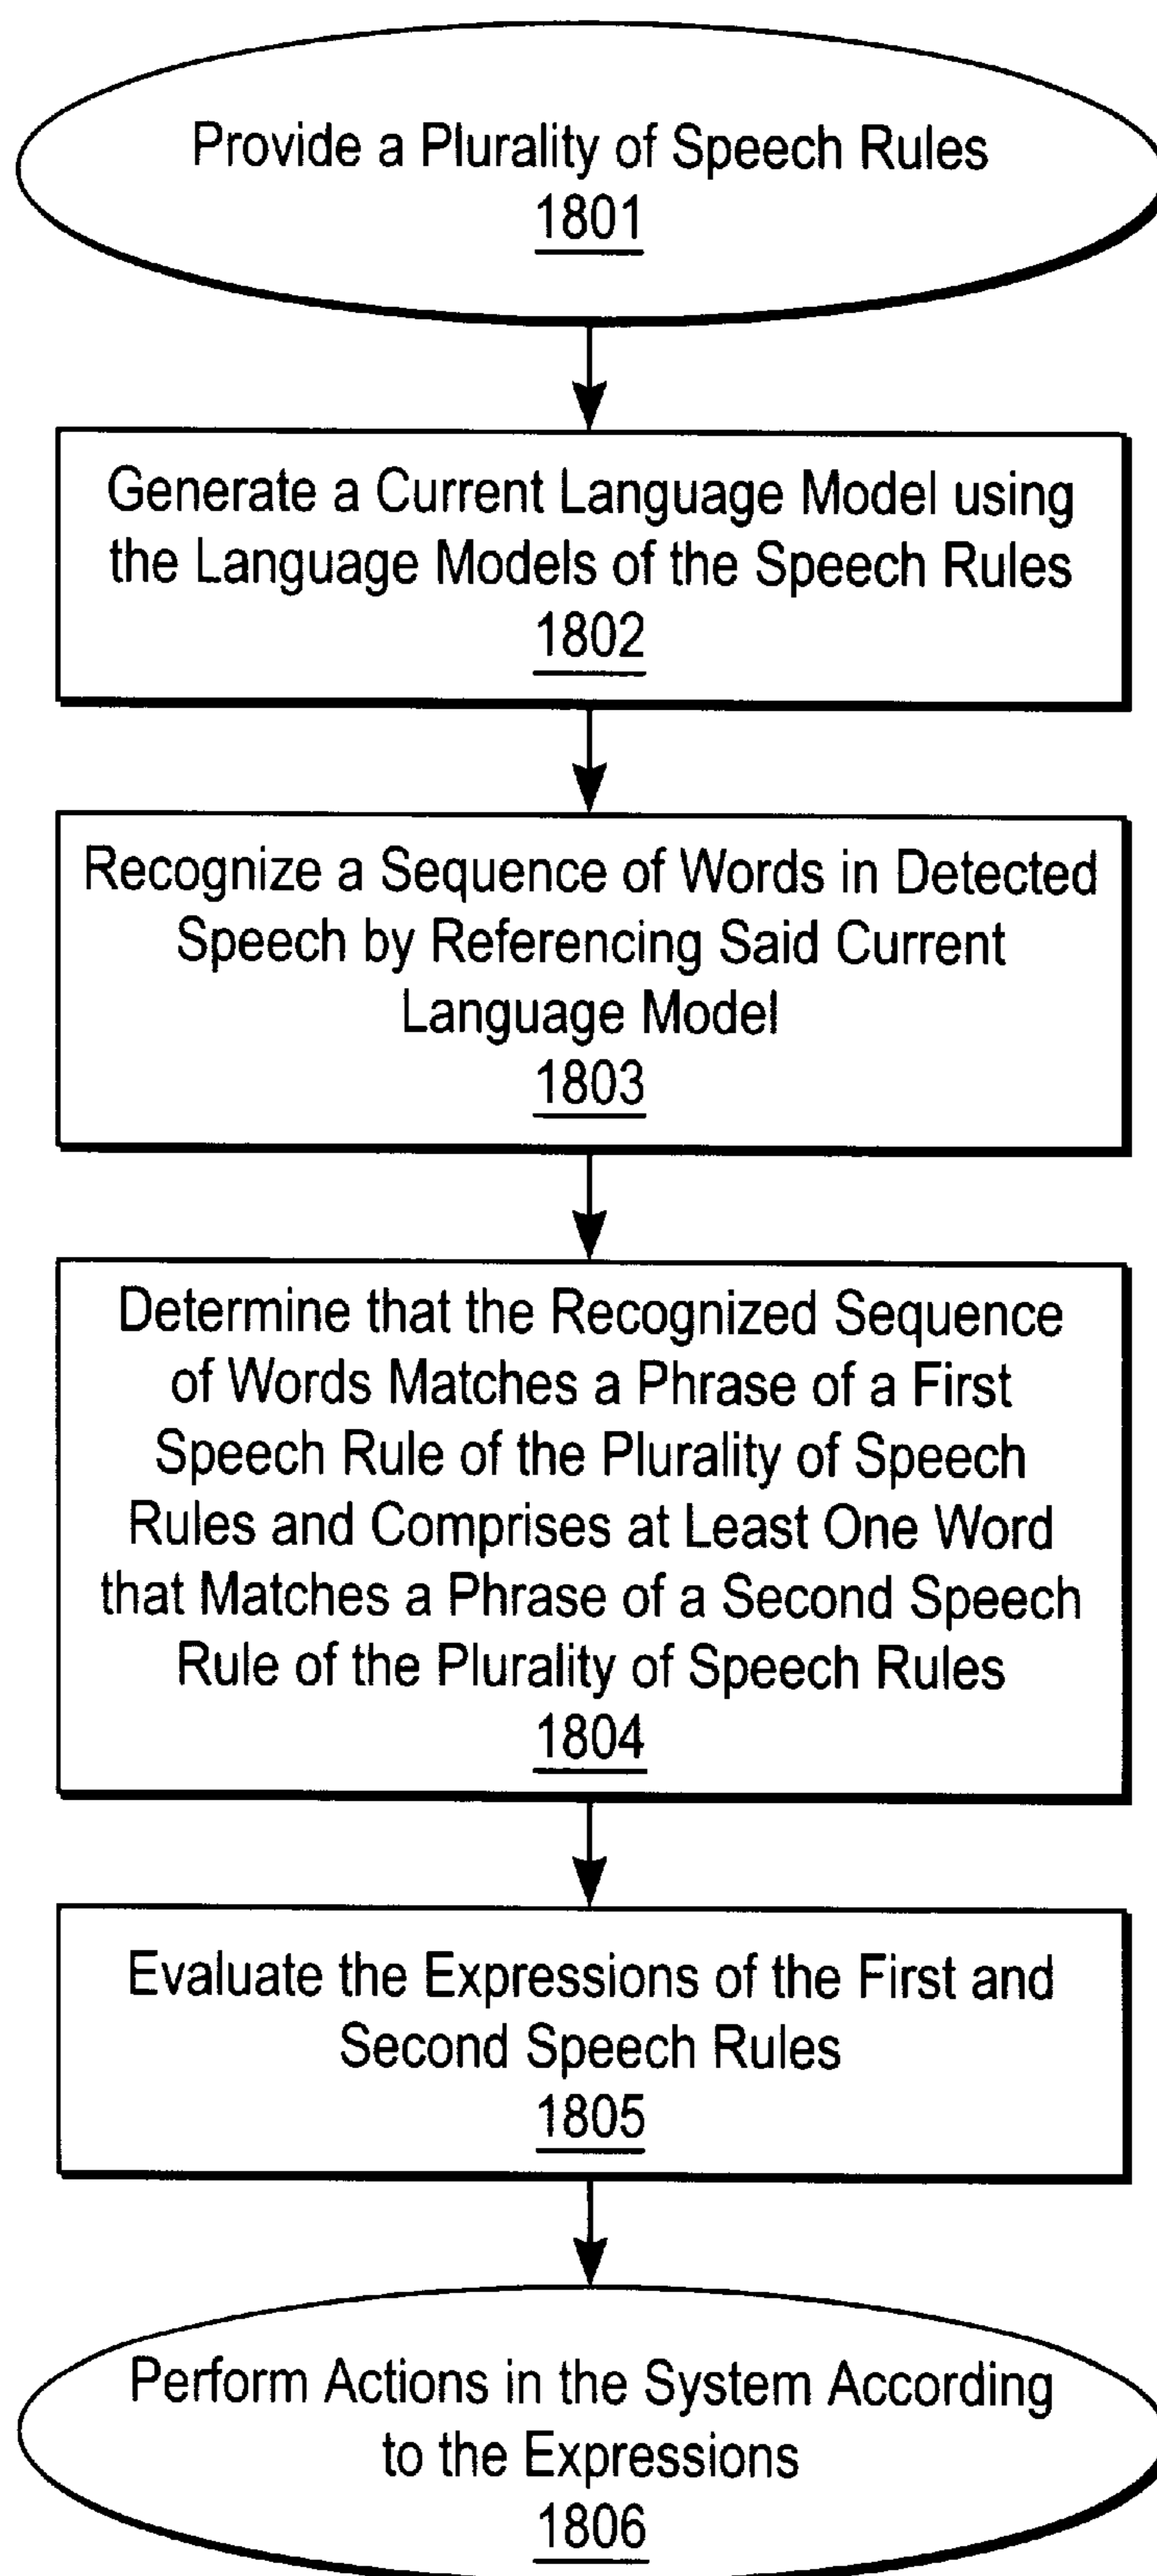 Provide a Plurality of Speech Rules
1801
Generate a Current Language Model using
the Language Models of the Speech Rules
1802
Recognize a Sequence of Words in Detected
Speech by Referencing Said Current
Language Model
1803
Determine that the Recognized Sequence
of Words Matches a Phrase of a First
Speech Rule of the Plurality of Speech
Rules and Comprises at Least One Word
that Matches a Phrase of a Second Speech
Rule of the Plurality of Speech Rules
1804
Evaluate the Expressions of the First and
Second Speech Rules
1805
Perform Actions in the System According
to the Expressions
1806